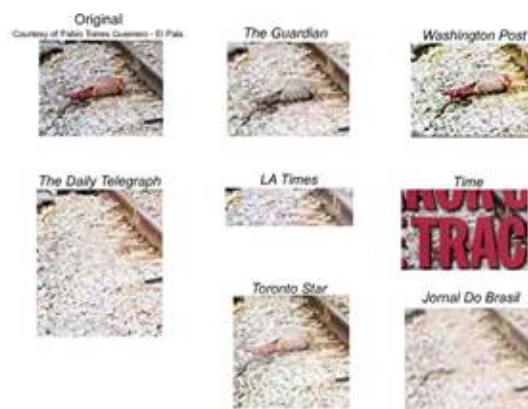 Original
Courtesy of Pablo Torres Guerrero - El Pais
The Guardian
Washington Post
The Daily Telegraph
LA Times
Time
TRAC
Toronto Star
Jornal Do Brasil